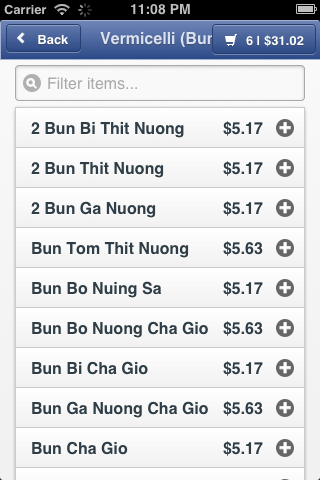 Carrier 11:08 PM
Back Vermicelli (Bun 6 | $31.02
Filter items...
2 Bun Bi Thit Nuong $5.17
2 Bun Thit Nuong $5.17
2 Bun Ga Nuong $5.17
Bun Tom Thit Nuong $5.63
Bun Bo Nuing Sa $5.17
Bun Bo Nuong Cha Gio $5.63
Bun Bi Cha Gio $5.17
Bun Ga Nuong Cha Gio $5.63
Bun Cha Gio $5.17